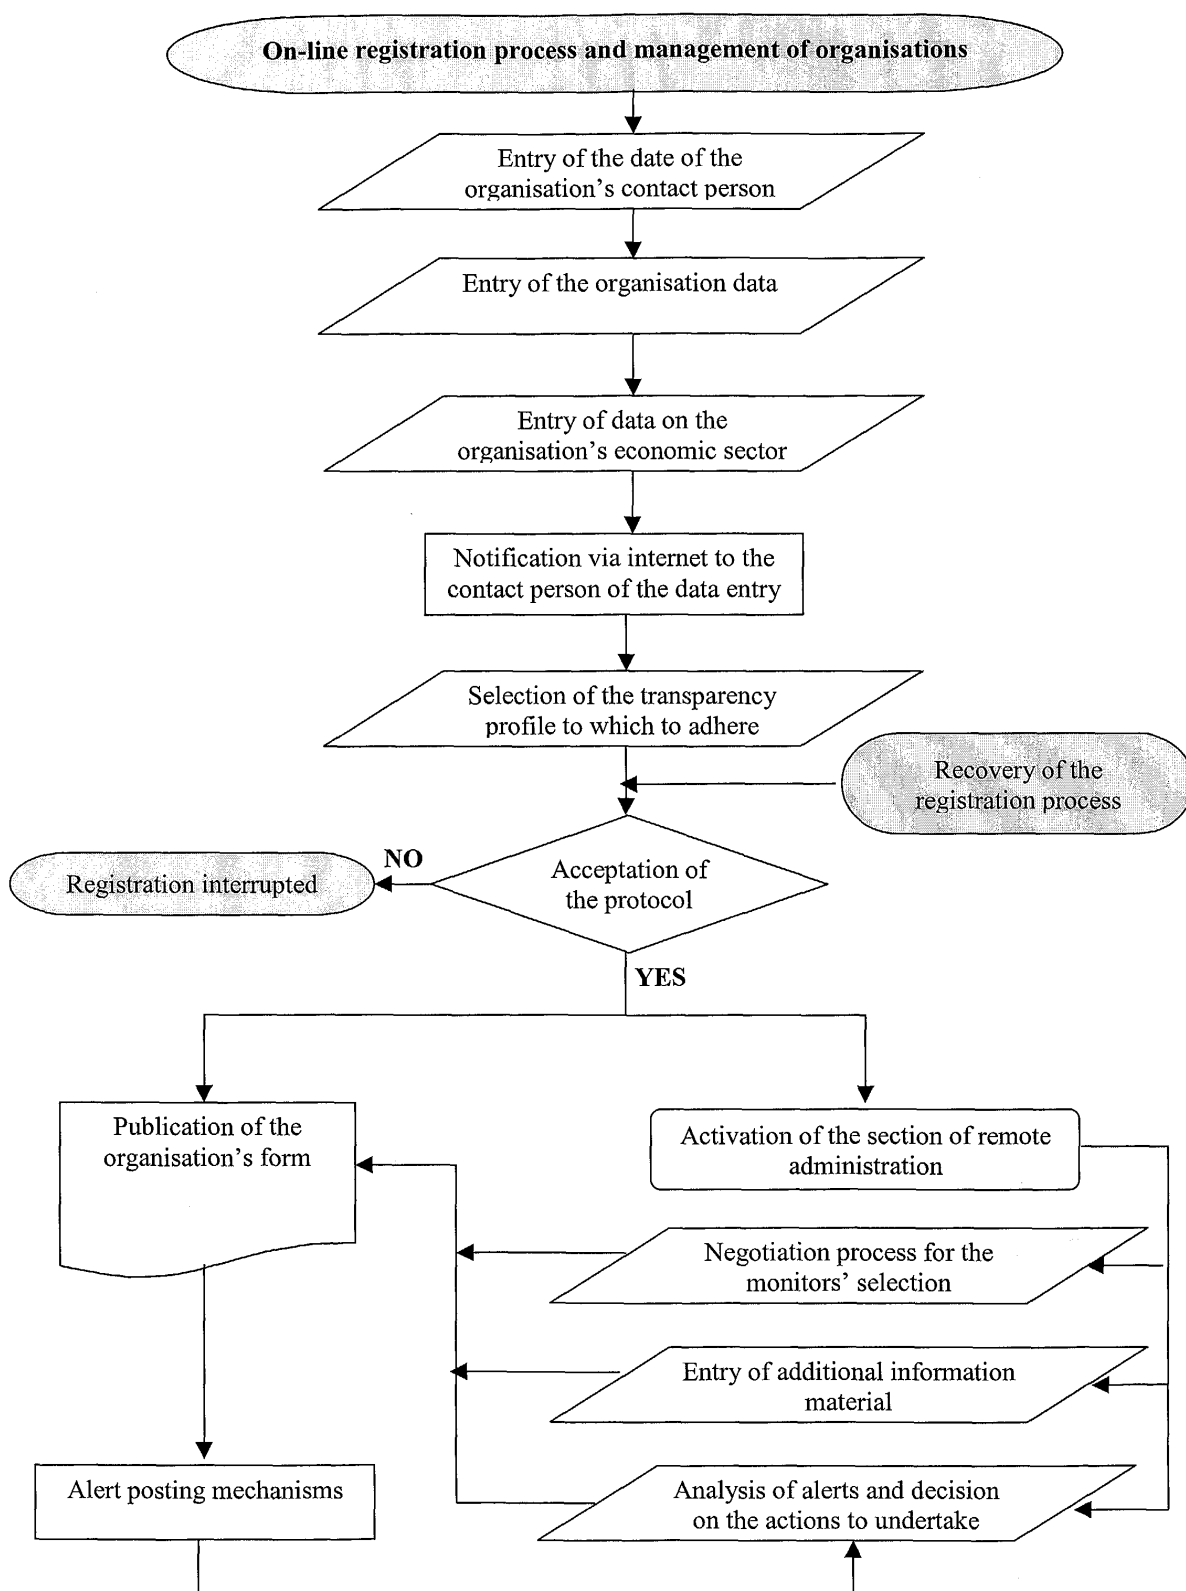 On-line registration process and management of organisations
Entry of the date of the
organisation's contact person
Entry of the organisation data
Entry of data on the
organisation's economic sector
Notification via internet to the
contact person of the data entry
Selection of the transparency
profile to which to adhere
Recovery of the
registration process
NO
Registration interrupted
Acceptation of
the protocol
YES
Publication of the
organisation's form
Activation of the section of remote
administration
Negotiation process for the
monitors' selection
Entry of additional information
material
Alert posting mechanisms
Analysis of alerts and decision
on the actions to undertake